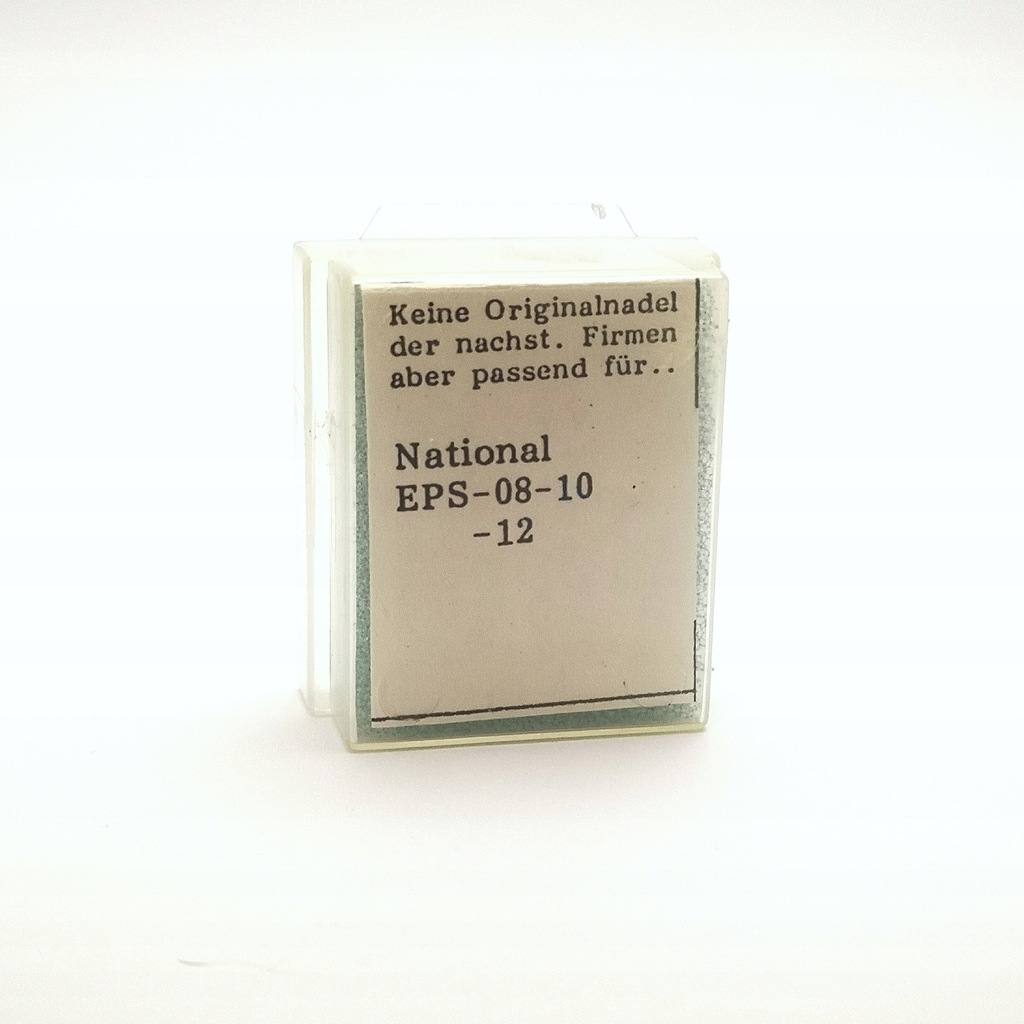 Keine Originalnadel
der nachst. Firmen
aber passend für..
National
EPS-08-10
-12